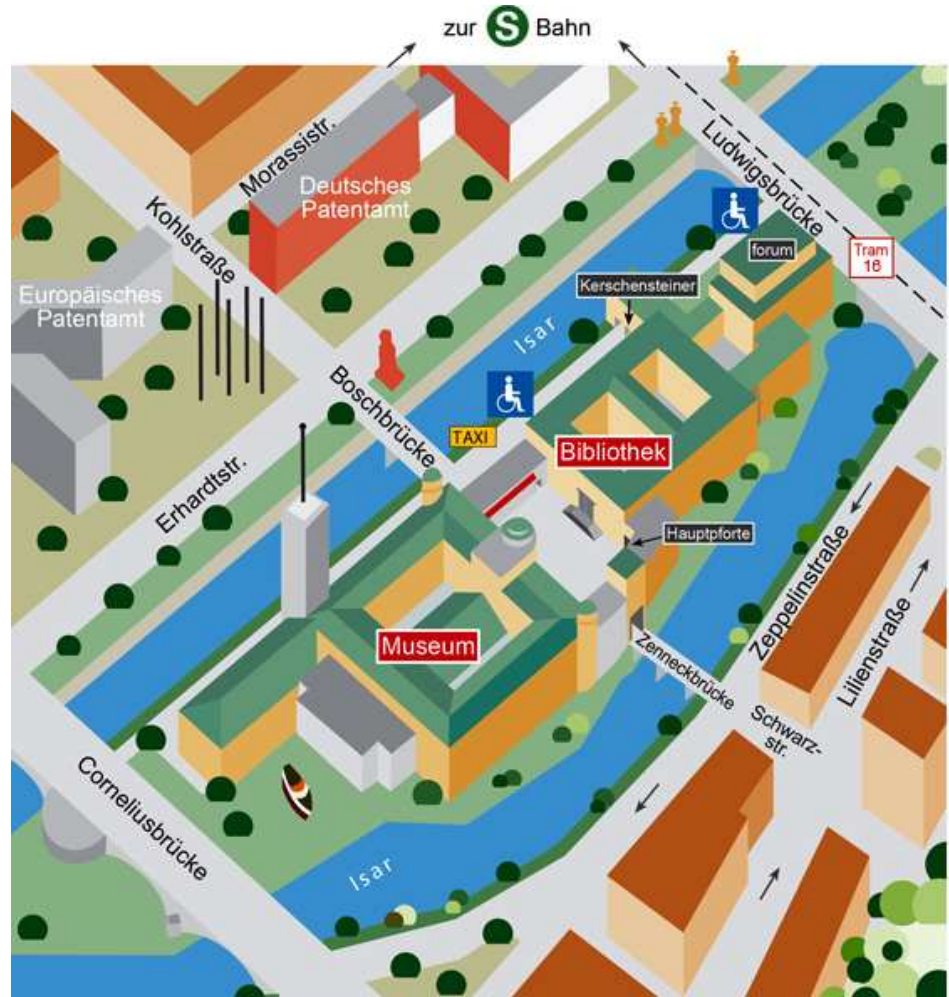 zur S Bahn
Morassistr.
Ludwigsbrücke
Deutsches
Patentamt
Kohlstraße
forum
Tram
16
Europäisches
Patentamt
Kerschensteiner
Isar
Boschbrücke
TAXI
Bibliothek
Erhardtstr.
Hauptpforte
Zeppelinstraße
Lilienstraße
Museum
Zenneckbrücke
Schwarz-
str.
Corneliusbrücke
Isar